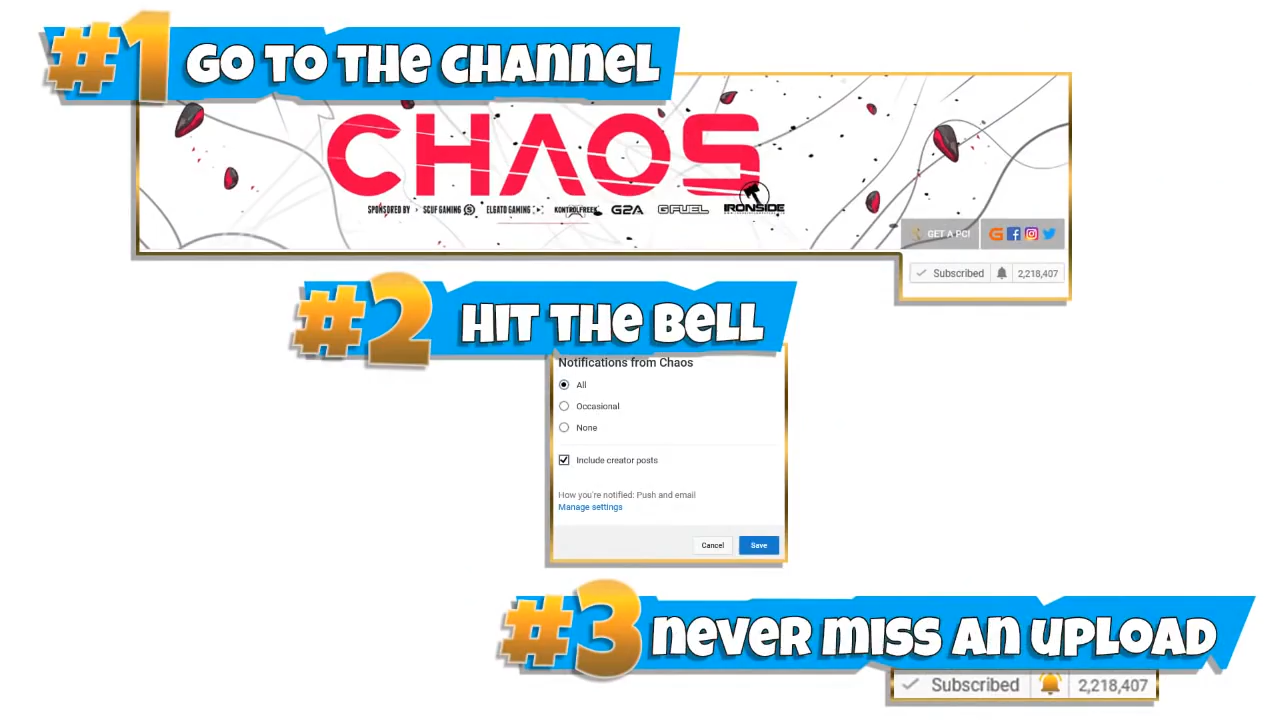 #1 GO TO THE CHANNEL
CHAOS
SPONSORED BY SCUF GAMING ELGATO GAMING KONTROLFREEK G2A G FUEL IRONSIDE
GET A PC!
Subscribed 2,218,407
#2 HIT THE BELL
Notifications from Chaos
All
Occasional
None
Include creator posts
How you're notified: Push and email
Manage settings
Cancel Save
#3 NEVER MISS AN UPLOAD
Subscribed 2,218,407